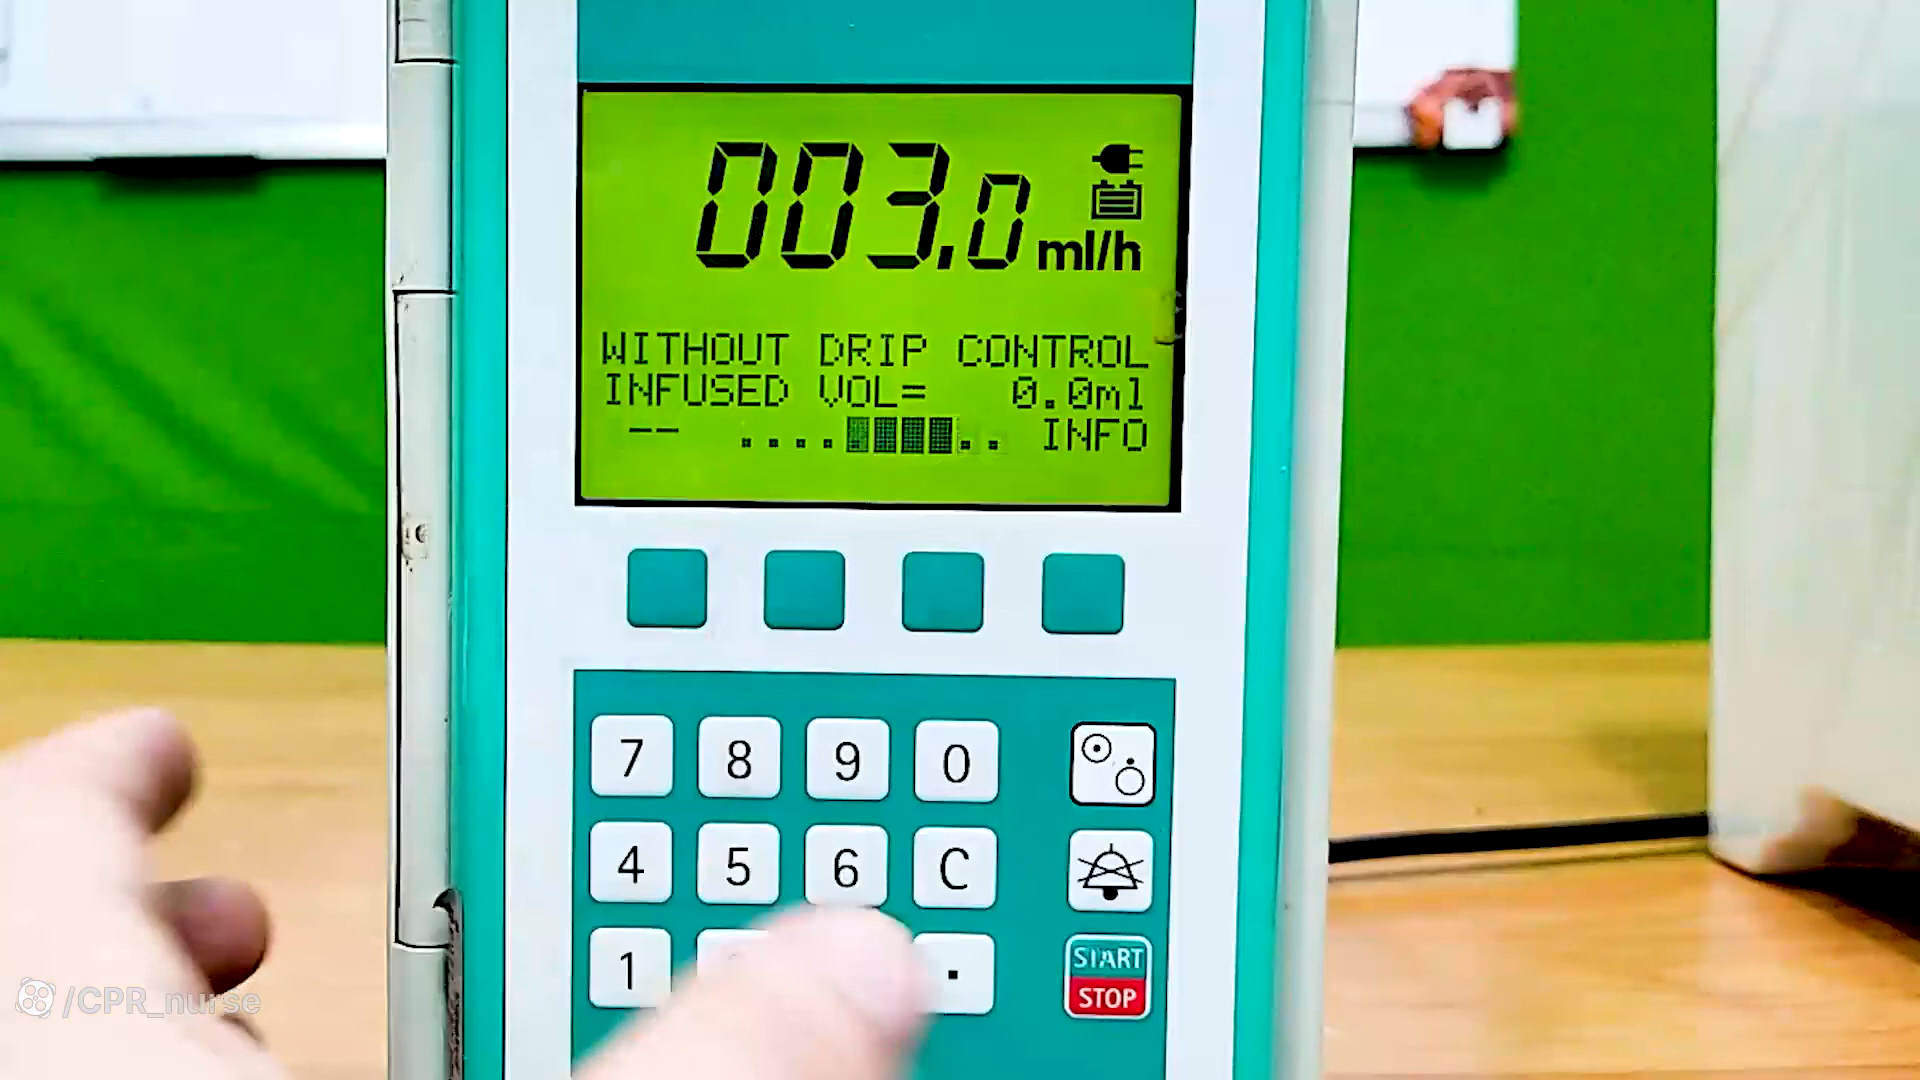 003.0 ml/h
WITHOUT DRIP CONTROL
INFUSED VOL= 0.0ml
-- ........ INFO
7 8 9 0
4 5 6 C
1 .
START
STOP
/CPR_nurse